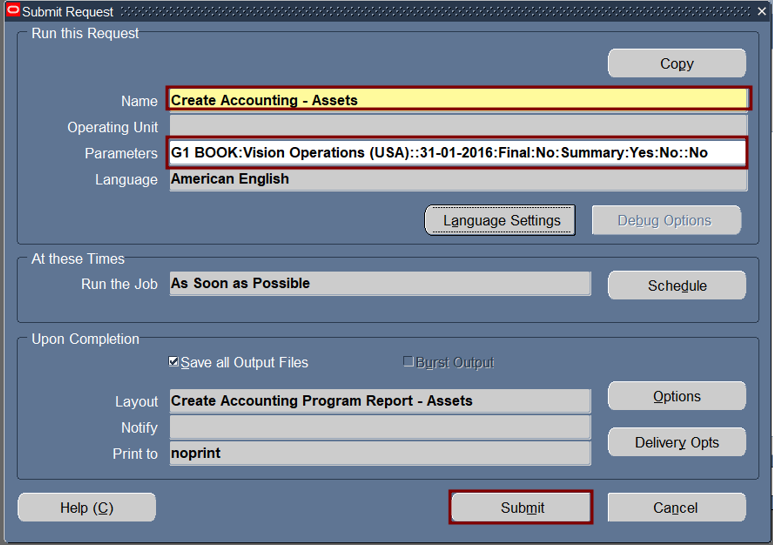 Submit Request
Run this Request
Copy
Name Create Accounting - Assets
Operating Unit
Parameters G1 BOOK:Vision Operations (USA)::31-01-2016:Final:No:Summary:Yes:No::No
Language American English
Language Settings Debug Options
At these Times
Run the Job As Soon as Possible Schedule
Upon Completion
Save all Output Files Burst Output
Layout Create Accounting Program Report - Assets Options
Notify
Delivery Opts
Print to noprint
Help (C) Submit Cancel